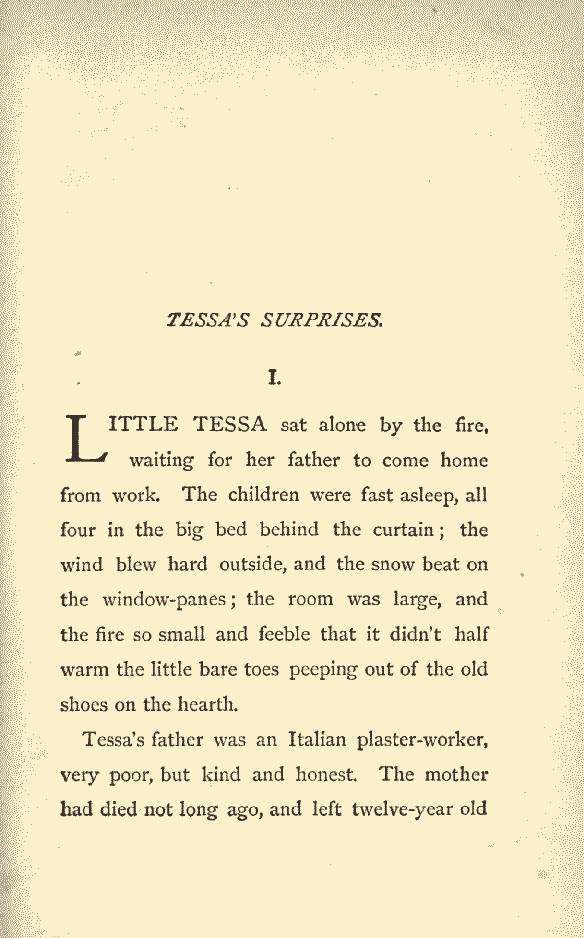 TESSA'S SURPRISES.
I.
LITTLE TESSA sat alone by the fire,
waiting for her father to come home
from work. The children were fast asleep, all
four in the big bed behind the curtain; the
wind blew hard outside, and the snow beat on
the window-panes; the room was large, and
the fire so small and feeble that it didn't half
warm the little bare toes peeping out of the old
shoes on the hearth.
Tessa's father was an Italian plaster-worker,
very poor, but kind and honest. The mother
had died not long ago, and left twelve-year old